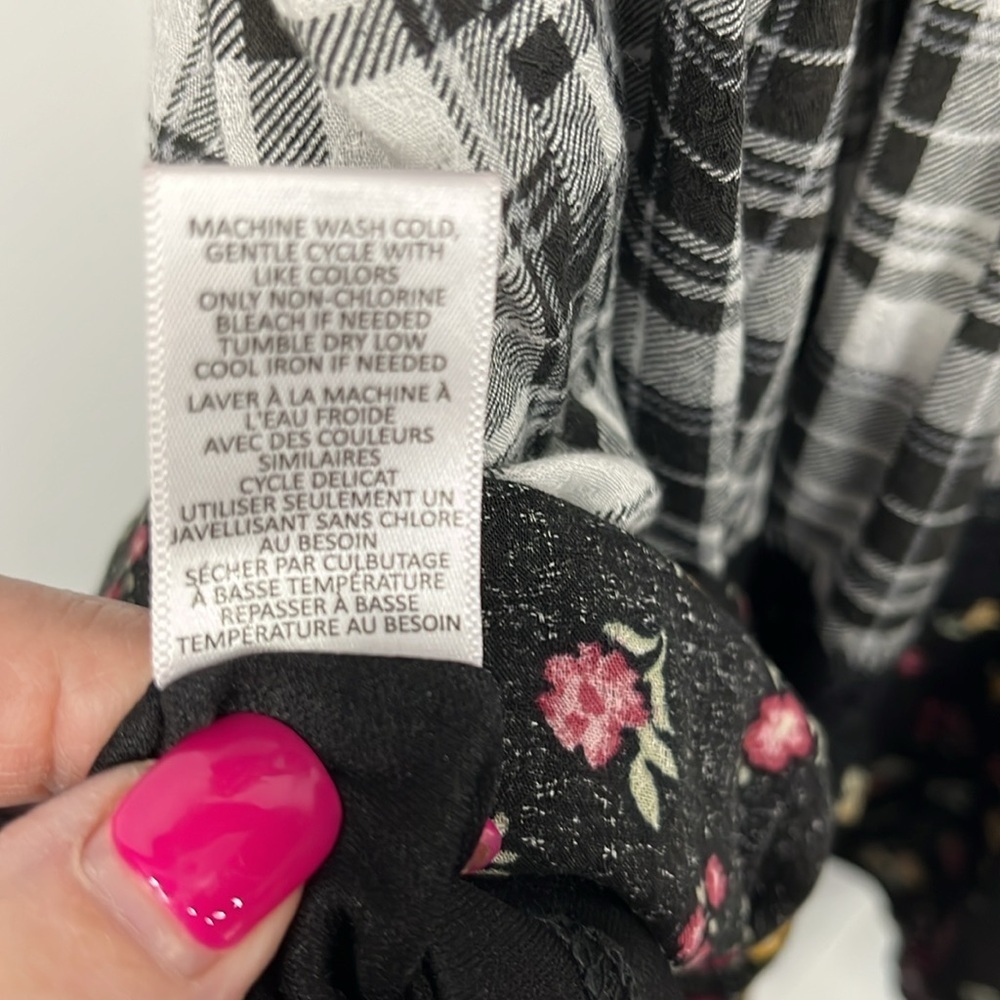 MACHINE WASH COLD,
GENTLE CYCLE WITH
LIKE COLORS
ONLY NON-CHLORINE
BLEACH IF NEEDED
TUMBLE DRY LOW
COOL IRON IF NEEDED
LAVER À LA MACHINE À
L'EAU FROIDE
AVEC DES COULEURS
SIMILAIRES
CYCLE DELICAT
UTILISER SEULEMENT UN
JAVELLISANT SANS CHLORE
AU BESOIN
SÉCHER PAR CULBUTAGE
À BASSE TEMPÉRATURE
REPASSER À BASSE
TEMPÉRATURE AU BESOIN